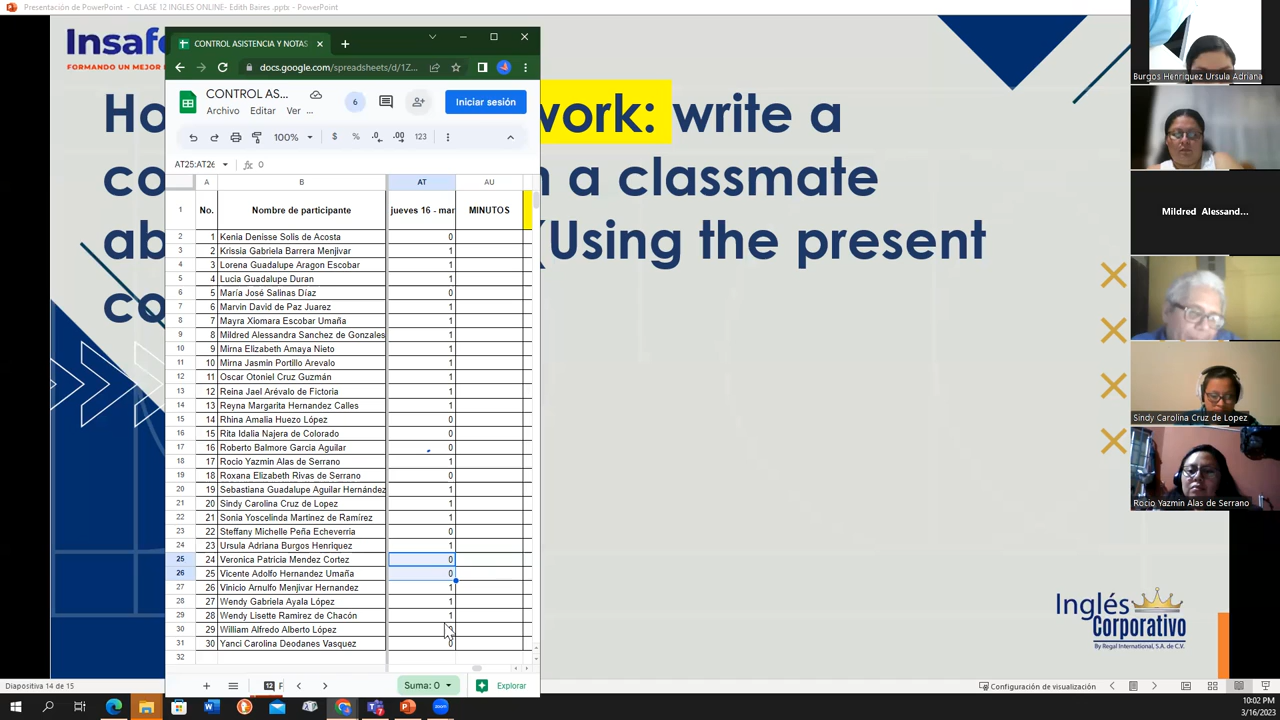 Presentación de PowerPoint - CLASE 12 INGLES ONLINE- Edith Baires .pptx - PowerPoint
Insafo
FORMANDO UN MEJOR
Ho work: write a
co n a classmate
ab (Using the present
co
CONTROL ASISTENCIA Y NOTAS
docs.google.com/spreadsheets/d/1Z...
CONTROL AS...
6
Iniciar sesión
Archivo Editar Ver ...
100% $ % .0 .00 123
AT25:AT26 fx 0
A B AT AU
1 No. Nombre de participante jueves 16 - mar MINUTOS
2 1 Kenia Denisse Solis de Acosta 0
3 2 Krissia Gabriela Barrera Menjivar 1
4 3 Lorena Guadalupe Aragon Escobar 1
5 4 Lucia Guadalupe Duran 1
6 5 María José Salinas Díaz 0
7 6 Marvin David de Paz Juarez 1
8 7 Mayra Xiomara Escobar Umaña 1
9 8 Mildred Alessandra Sanchez de Gonzales 1
10 9 Mirna Elizabeth Amaya Nieto 1
11 10 Mirna Jasmin Portillo Arevalo 1
12 11 Oscar Otoniel Cruz Guzmán 1
13 12 Reina Jael Arévalo de Fictoria 1
14 13 Reyna Margarita Hernandez Calles 1
15 14 Rhina Amalia Huezo López 1
16 15 Rita Idalia Najera de Colorado 0
17 16 Roberto Balmore Garcia Aguilar 0
18 17 Rocio Yazmin Alas de Serrano 1
19 18 Roxana Elizabeth Rivas de Serrano 0
20 19 Sebastiana Guadalupe Aguilar Hernández 1
21 20 Sindy Carolina Cruz de Lopez 1
22 21 Sonia Yoscelinda Martinez de Ramírez 1
23 22 Steffany Michelle Peña Echeverria 0
24 23 Ursula Adriana Burgos Henriquez 1
25 24 Veronica Patricia Mendez Cortez 0
26 25 Vicente Adolfo Hernandez Umaña 0
27 26 Vinicio Arnulfo Menjivar Hernandez 1
28 27 Wendy Gabriela Ayala López 1
29 28 Wendy Lisette Ramirez de Chacón
30 29 William Alfredo Alberto López
31 30 Yanci Carolina Deodanes Vasquez 0
32
12 F
Suma: 0
Explorar
Burgos Henriquez Ursula Adriana
Mildred Alessand...
Sindy Carolina Cruz de Lopez
Rocio Yazmin Alas de Serrano
Inglés
Corporativo
By Regal International, S.A. de C.V.
Diapositiva 14 de 15
Configuración de visualización
10:02 PM
3/16/2023